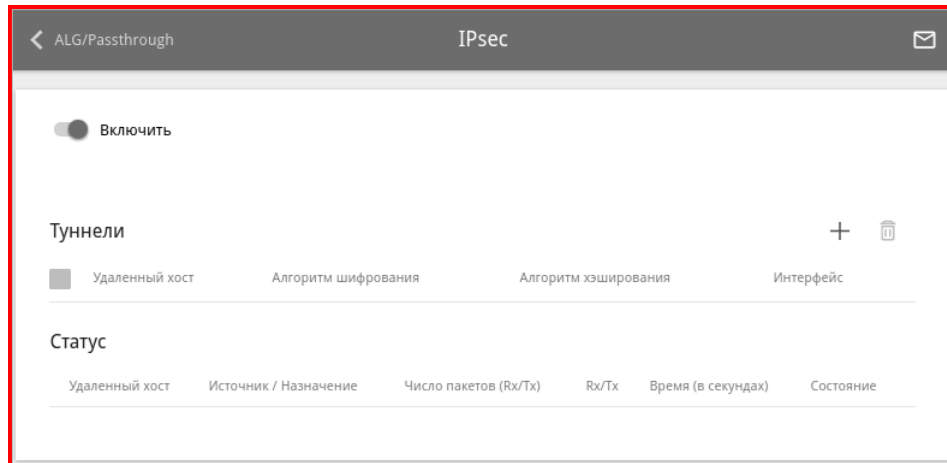 ALG/Passthrough IPsec
Включить
Туннели
Удаленный хост Алгоритм шифрования Алгоритм хэширования Интерфейс
Статус
Удаленный хост Источник / Назначение Число пакетов (Rx/Tx) Rx/Tx Время (в секундах) Состояние